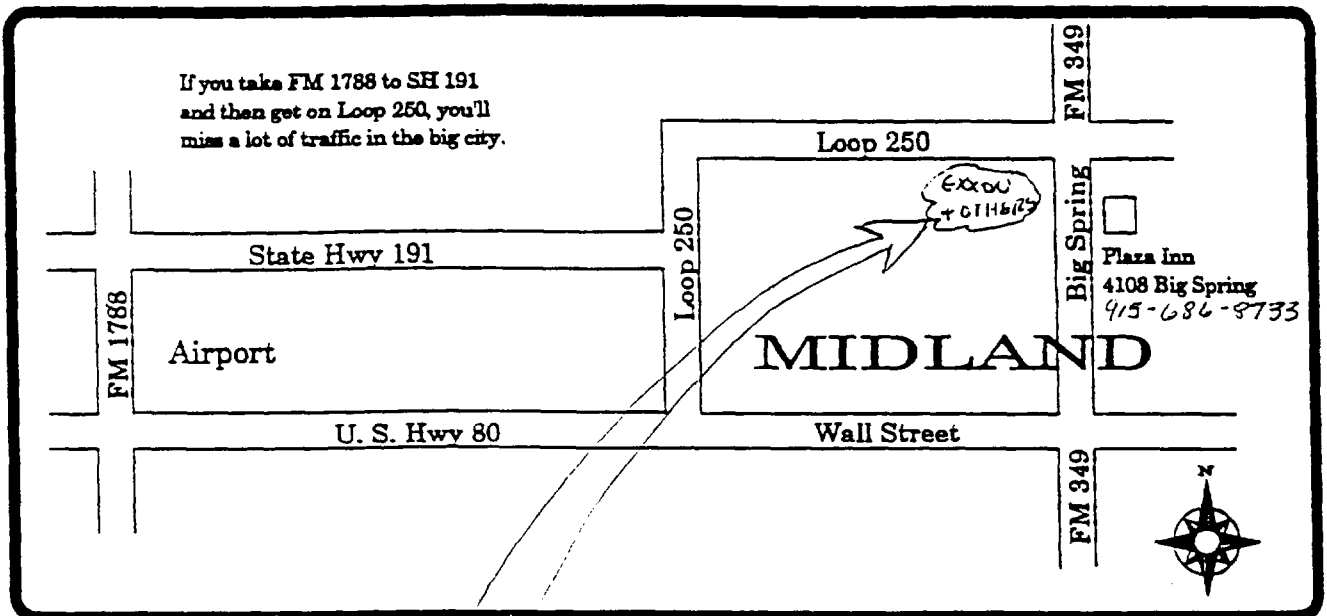 If you take FM 1788 to SH 191
and then get on Loop 250, you'll
miss a lot of traffic in the big city.
FM 349
Loop 250
EXXON
+ OTHERS
Big Spring
State Hwy 191
Loop 250
Plaza Inn
4108 Big Spring
915-686-8733
FM 1788
Airport
MIDLAND
U. S. Hwy 80
Wall Street
FM 349
N